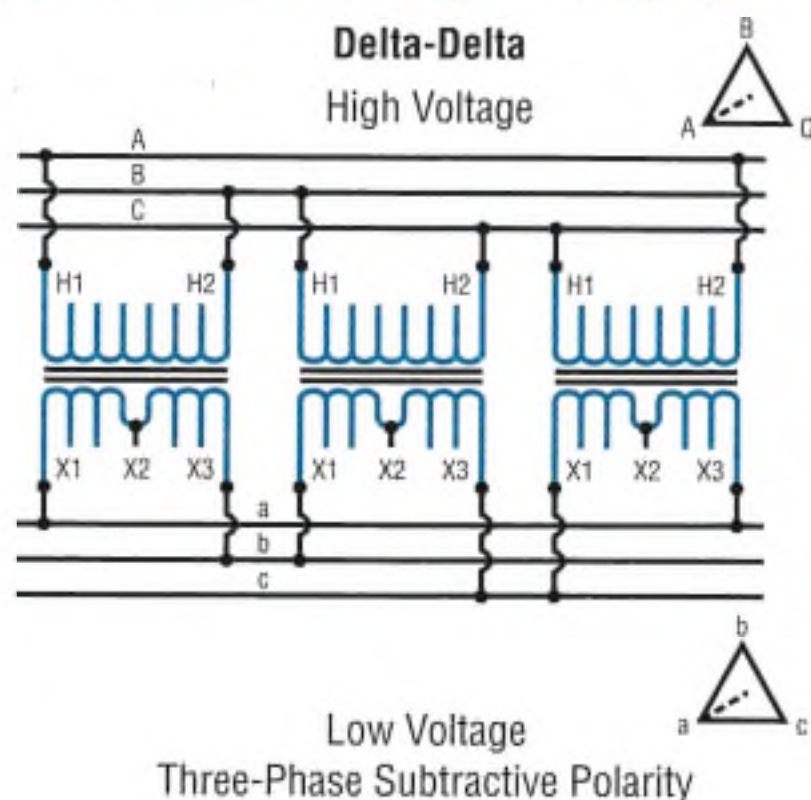 Delta-Delta
High Voltage
B
A C
A
B
C
H1 H2 H1 H2 H1 H2
X1 X2 X3 X1 X2 X3 X1 X2 X3
a
b
c
b
a c
Low Voltage
Three-Phase Subtractive Polarity